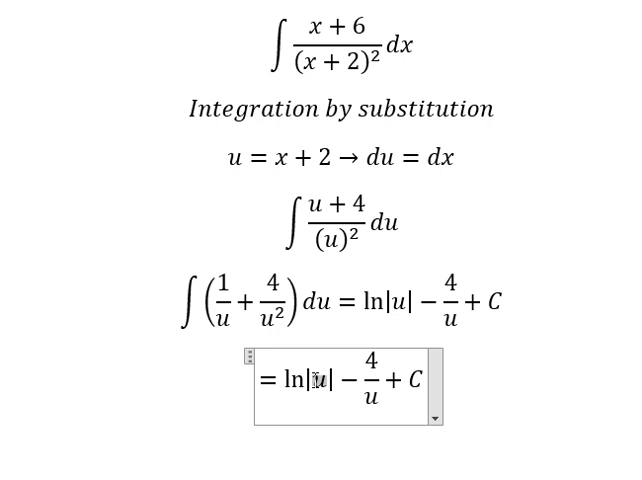 ∫ (x + 6)/(x + 2)² dx
Integration by substitution
u = x + 2 → du = dx
∫ (u + 4)/(u)² du
∫ (1/u + 4/u²) du = ln|u| − 4/u + C
= ln|u| − 4/u + C